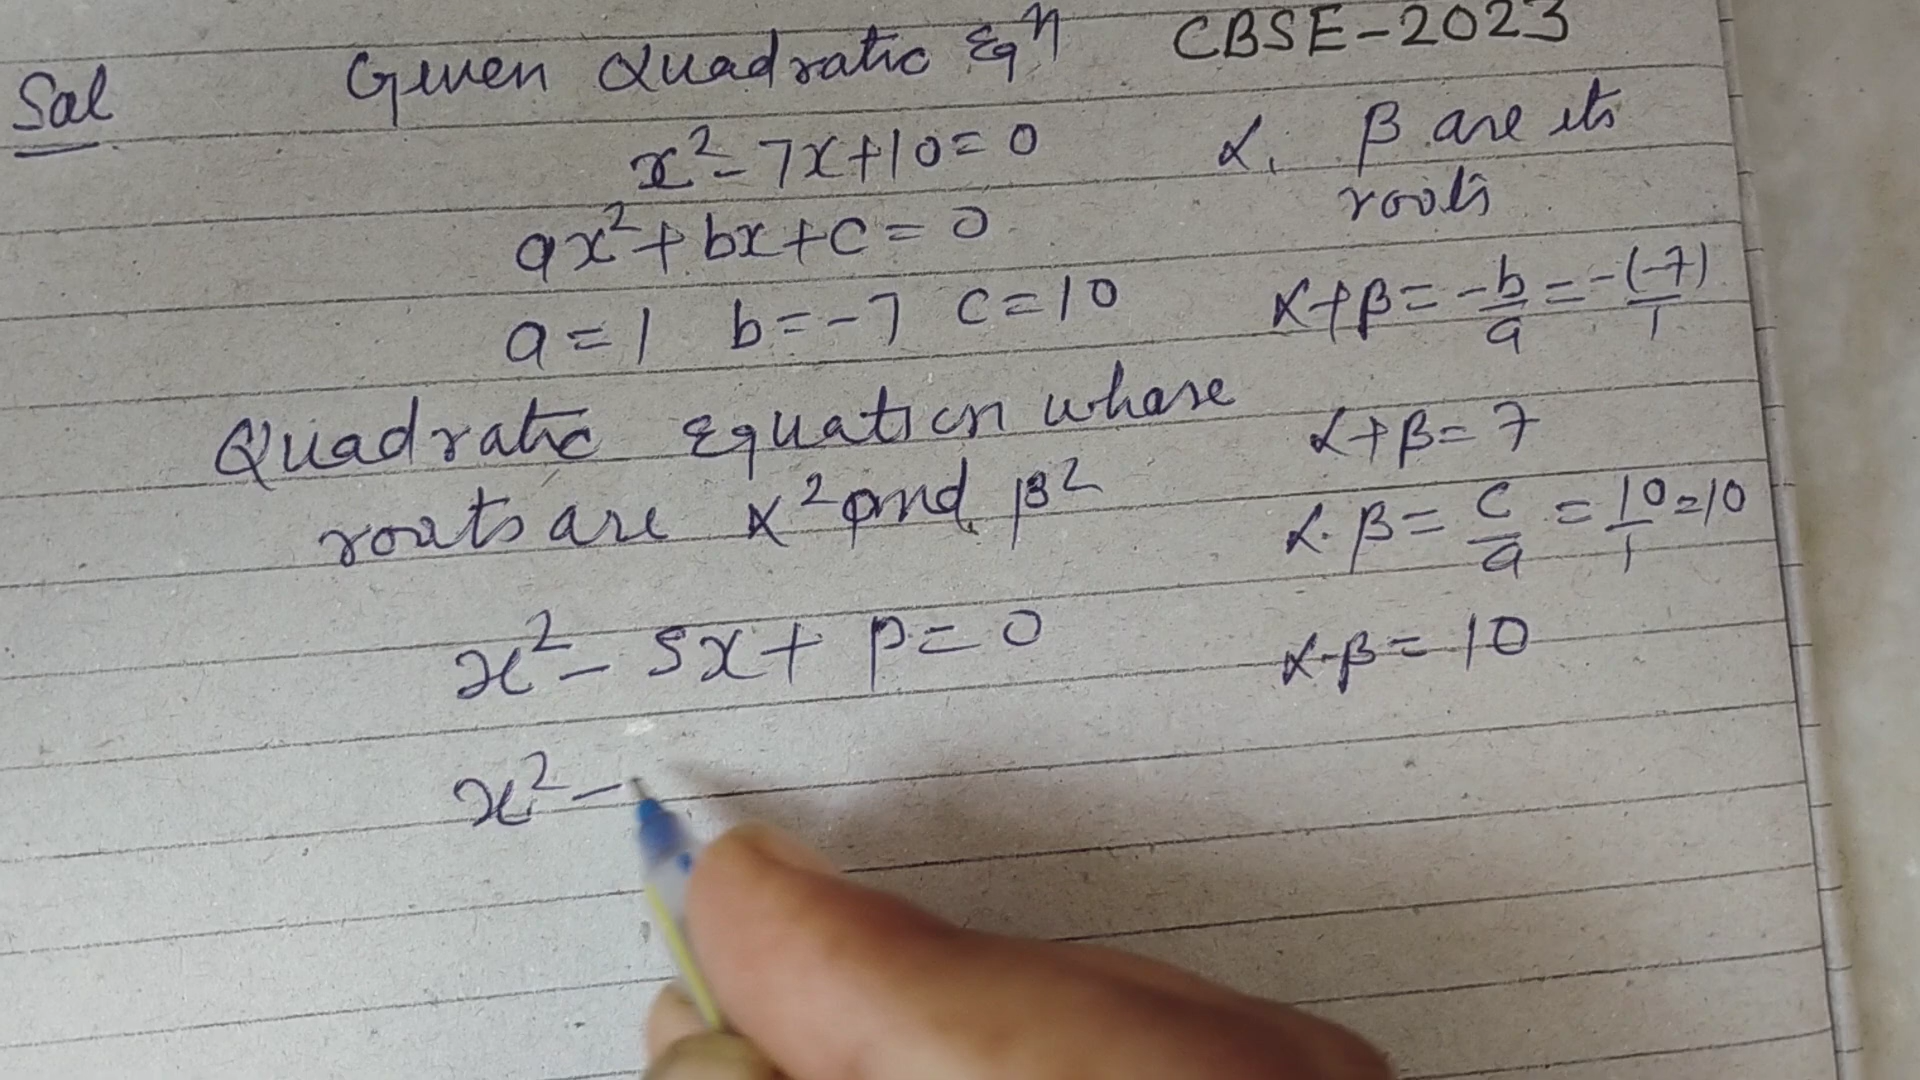 CBSE-2023
Sol Given Quadratic Eqⁿ
x²-7x+10=0
ax²+bx+c=0
a=1 b=-7 c=10
Quadratic Equation whose
roots are α² and β²
x²-Sx+P=0
x²-
α, β are its
roots
α+β=-b/a=-(-7)/1
α+β=7
α.β=c/a=10/1=10
α.β=10